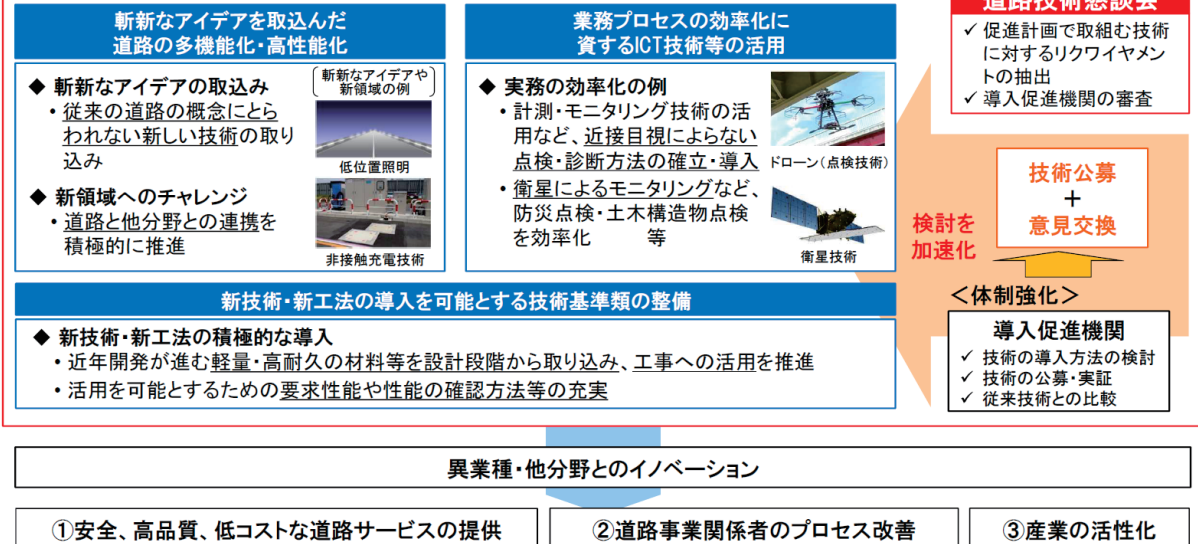 斬新なアイデアを取込んだ
道路の多機能化・高性能化
◆ 斬新なアイデアの取込み
・従来の道路の概念にとら
われない新しい技術の取り
込み
◆ 新領域へのチャレンジ
・道路と他分野との連携を
積極的に推進
斬新なアイデアや
新領域の例
低位置照明
非接触充電技術
業務プロセスの効率化に
資するICT技術等の活用
◆ 実務の効率化の例
・計測・モニタリング技術の活
用など、近接目視によらない
点検・診断方法の確立・導入
・衛星によるモニタリングなど、
防災点検・土木構造物点検
を効率化　　等
ドローン(点検技術)
衛星技術
道路技術懇談会
✓ 促進計画で取組む技術
に対するリクワイヤメン
トの抽出
✓ 導入促進機関の審査
技術公募
+
意見交換
検討を
加速化
<体制強化>
導入促進機関
✓ 技術の導入方法の検討
✓ 技術の公募・実証
✓ 従来技術との比較
新技術・新工法の導入を可能とする技術基準類の整備
◆ 新技術・新工法の積極的な導入
・近年開発が進む軽量・高耐久の材料等を設計段階から取り込み、工事への活用を推進
・活用を可能とするための要求性能や性能の確認方法等の充実
異業種・他分野とのイノベーション
①安全、高品質、低コストな道路サービスの提供
②道路事業関係者のプロセス改善
③産業の活性化